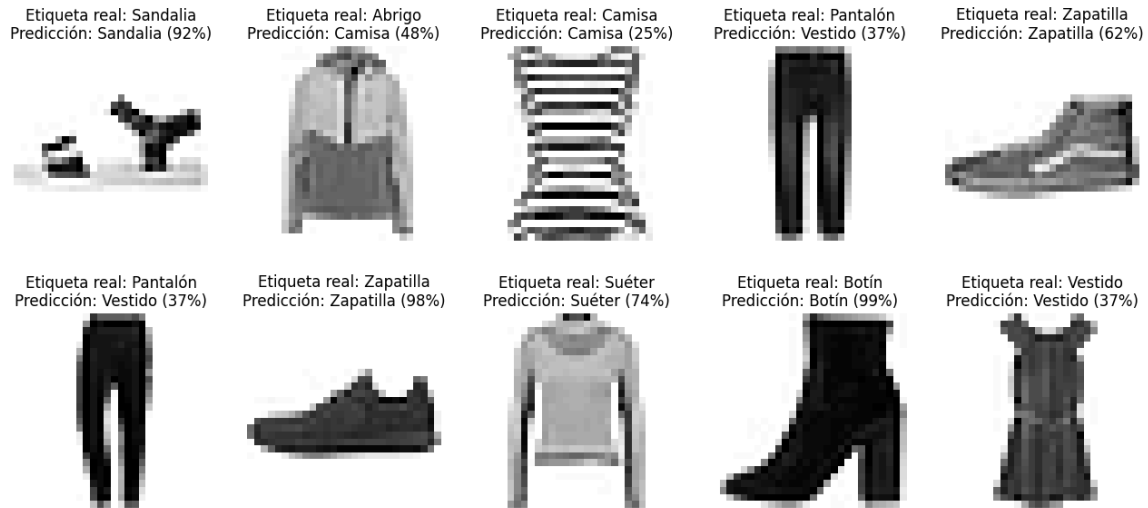 Etiqueta real: Sandalia
Predicción: Sandalia (92%)
Etiqueta real: Abrigo
Predicción: Camisa (48%)
Etiqueta real: Camisa
Predicción: Camisa (25%)
Etiqueta real: Pantalón
Predicción: Vestido (37%)
Etiqueta real: Zapatilla
Predicción: Zapatilla (62%)
Etiqueta real: Pantalón
Predicción: Vestido (37%)
Etiqueta real: Zapatilla
Predicción: Zapatilla (98%)
Etiqueta real: Suéter
Predicción: Suéter (74%)
Etiqueta real: Botín
Predicción: Botín (99%)
Etiqueta real: Vestido
Predicción: Vestido (37%)